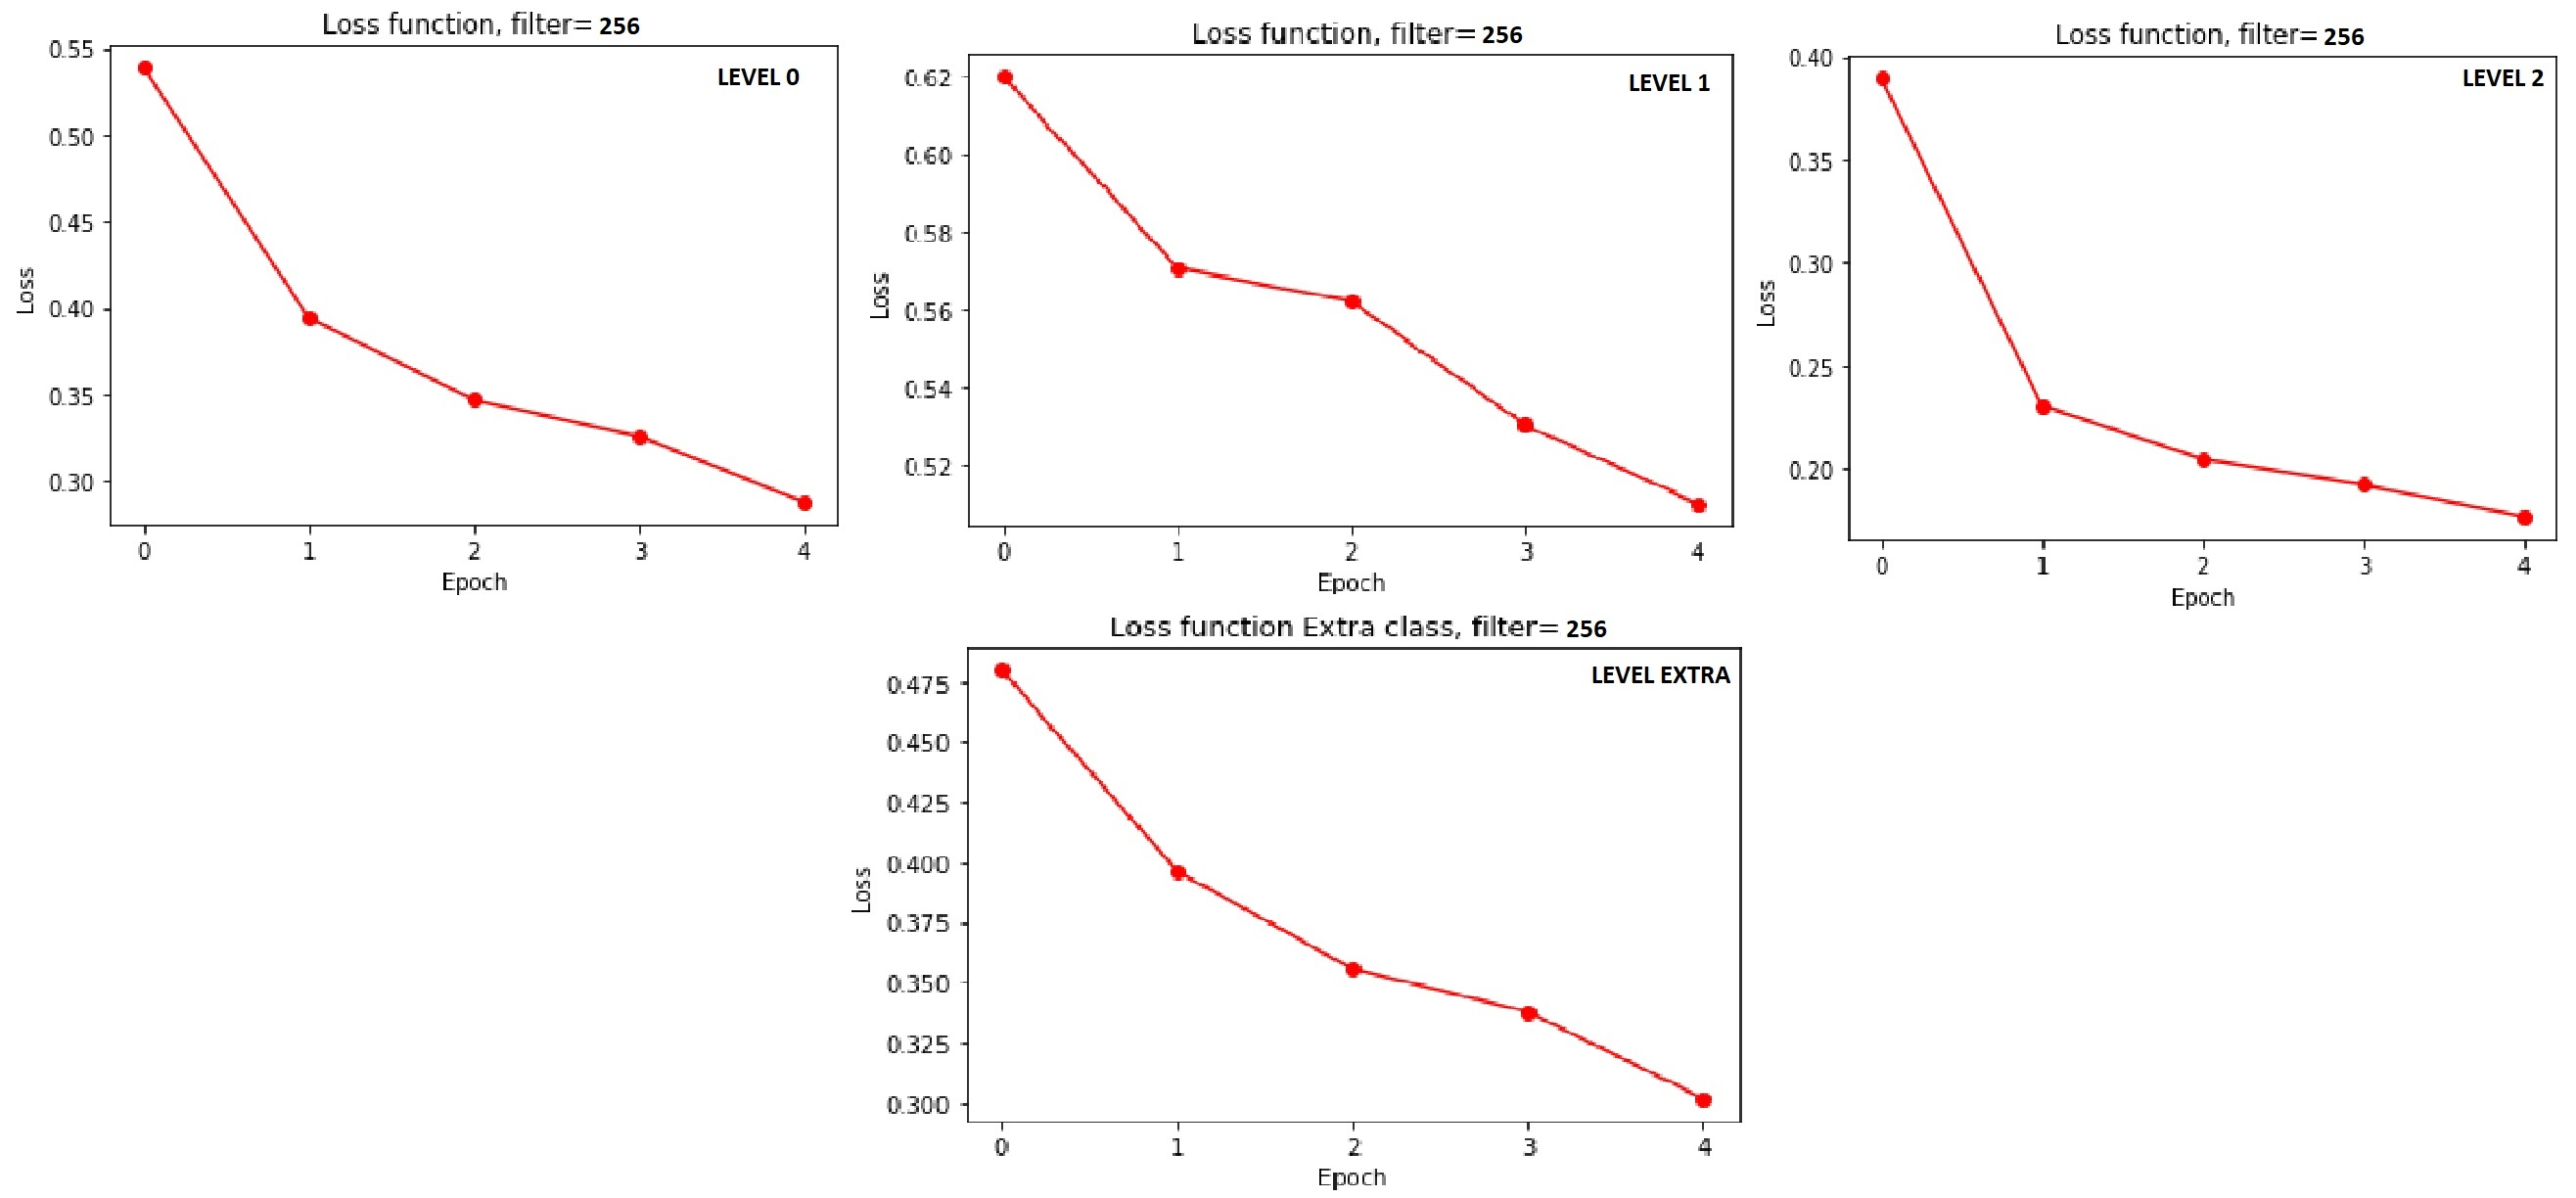 Loss function, filter= 256
LEVEL 0
0.55
0.50
0.45
0.40
0.35
0.30
Loss
0 1 2 3 4
Epoch
Loss function, filter= 256
LEVEL 1
0.62
0.60
0.58
0.56
0.54
0.52
Loss
0 1 2 3 4
Epoch
Loss function, filter= 256
LEVEL 2
0.40
0.35
0.30
0.25
0.20
Loss
0 1 2 3 4
Epoch
Loss function Extra class, filter= 256
LEVEL EXTRA
0.475
0.450
0.425
0.400
0.375
0.350
0.325
0.300
Loss
0 1 2 3 4
Epoch